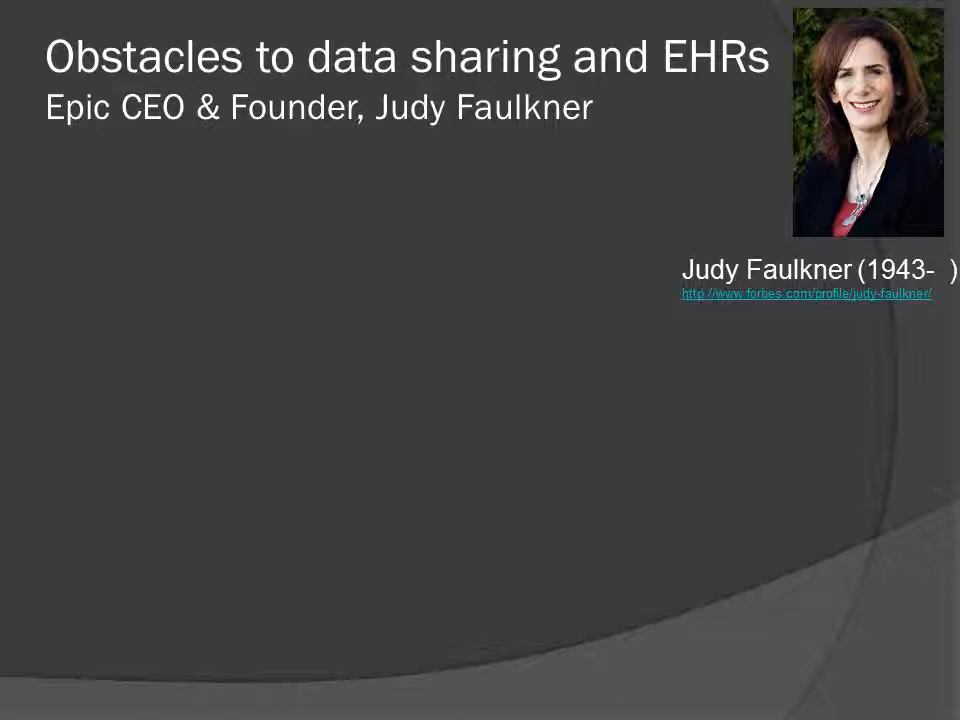 Obstacles to data sharing and EHRs
Epic CEO & Founder, Judy Faulkner
Judy Faulkner (1943-  )
http://www.forbes.com/profile/judy-faulkner/